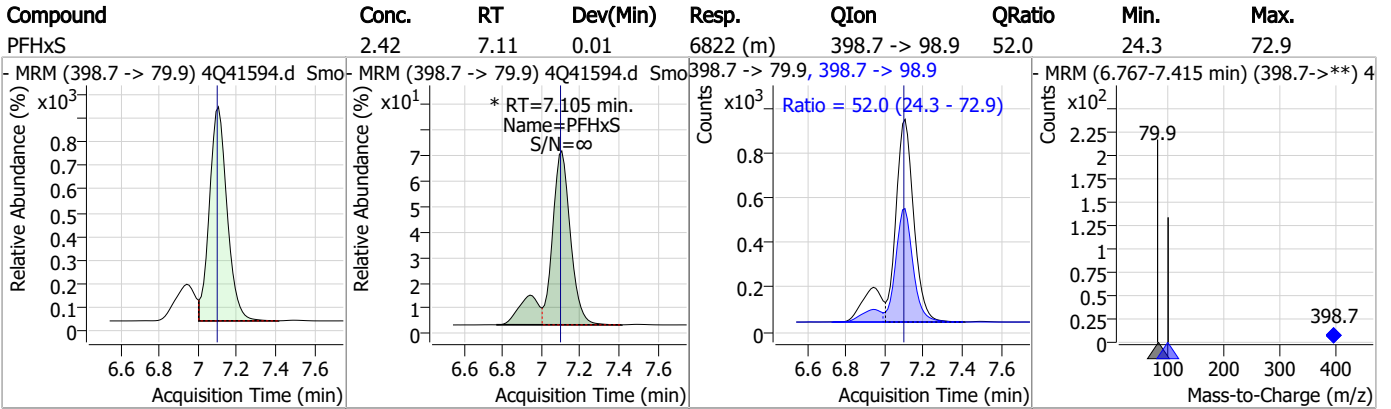 Compound Conc. RT Dev(Min) Resp. QIon QRatio Min. Max.
PFHxS 2.42 7.11 0.01 6822 (m) 398.7 -> 98.9 52.0 24.3 72.9
- MRM (398.7 -> 79.9) 4Q41594.d Smo
Relative Abundance (%)
x10³
0.8
0.7
0.6
0.5
0.4
0.3
0.2
0.1
0
6.6 6.8 7 7.2 7.4 7.6
Acquisition Time (min)
- MRM (398.7 -> 79.9) 4Q41594.d Smo
Relative Abundance (%)
x10¹
* RT=7.105 min.
Name=PFHxS
S/N=∞
7
6
5
4
3
2
1
0
6.6 6.8 7 7.2 7.4 7.6
Acquisition Time (min)
398.7 -> 79.9, 398.7 -> 98.9
Counts
x10³
Ratio = 52.0 (24.3 - 72.9)
0.8
0.6
0.4
0.2
0
6.6 6.8 7 7.2 7.4 7.6
Acquisition Time (min)
- MRM (6.767-7.415 min) (398.7->**) 4
Counts
x10²
79.9
2.25
2
1.75
1.5
1.25
1
0.75
0.5
0.25
0
398.7
100 200 300 400
Mass-to-Charge (m/z)